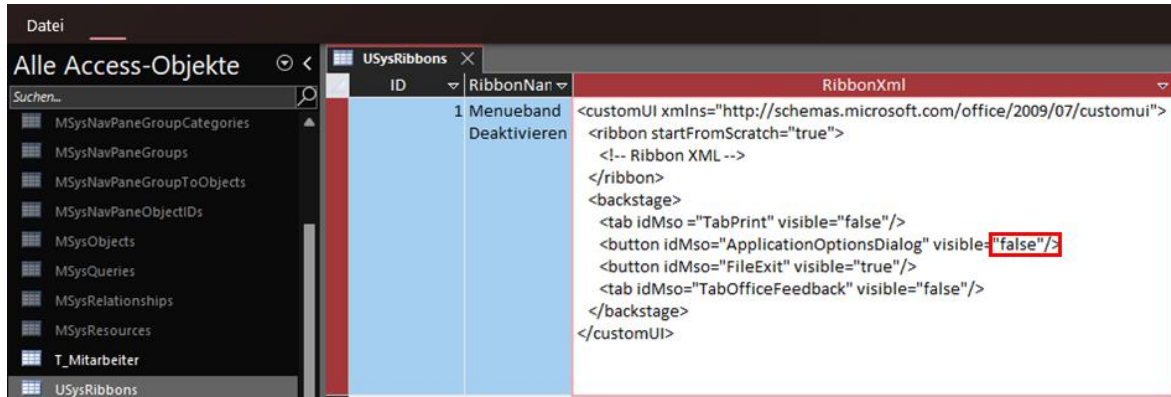 Datei
Alle Access-Objekte
Suchen...
MSysNavPaneGroupCategories
MSysNavPaneGroups
MSysNavPaneGroupToObjects
MSysNavPaneObjectIDs
MSysObjects
MSysQueries
MSysRelationships
MSysResources
T_Mitarbeiter
USysRibbons
USysRibbons
ID RibbonNan RibbonXml
1 Menueband
Deaktivieren
<customUI xmlns="http://schemas.microsoft.com/office/2009/07/customui">
<ribbon startFromScratch="true">
<!-- Ribbon XML -->
</ribbon>
<backstage>
<tab idMso ="TabPrint" visible="false"/>
<button idMso="ApplicationOptionsDialog" visible="false"/>
<button idMso="FileExit" visible="true"/>
<tab idMso="TabOfficeFeedback" visible="false"/>
</backstage>
</customUI>